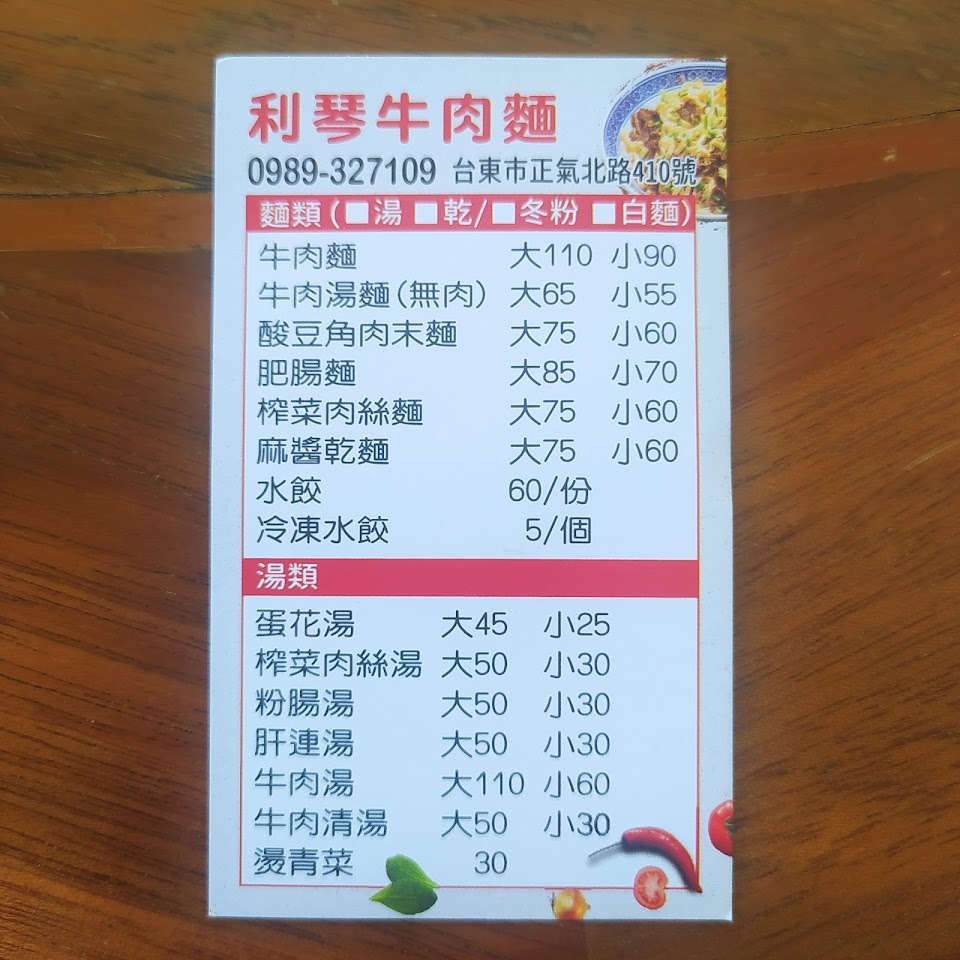 利琴牛肉麵
0989-327109 台東市正氣北路410號
麵類(■湯 ■乾/■冬粉 ■白麵)
牛肉麵 大110 小90
牛肉湯麵(無肉) 大65 小55
酸豆角肉末麵 大75 小60
肥腸麵 大85 小70
榨菜肉絲麵 大75 小60
麻醬乾麵 大75 小60
水餃 60/份
冷凍水餃 5/個
湯類
蛋花湯 大45 小25
榨菜肉絲湯 大50 小30
粉腸湯 大50 小30
肝連湯 大50 小30
牛肉湯 大110 小60
牛肉清湯 大50 小30
燙青菜 30